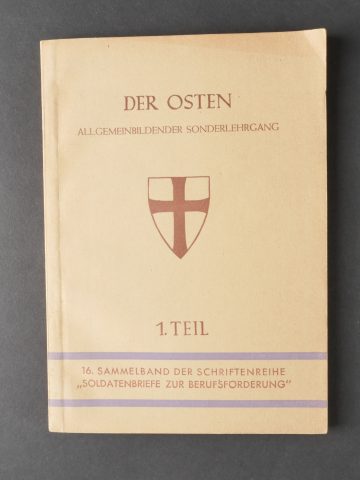 DER OSTEN
ALLGEMEINBILDENDER SONDERLEHRGANG
1. TEIL
16. SAMMELBAND DER SCHRIFTENREIHE
„SOLDATENBRIEFE ZUR BERUFSFÖRDERUNG"